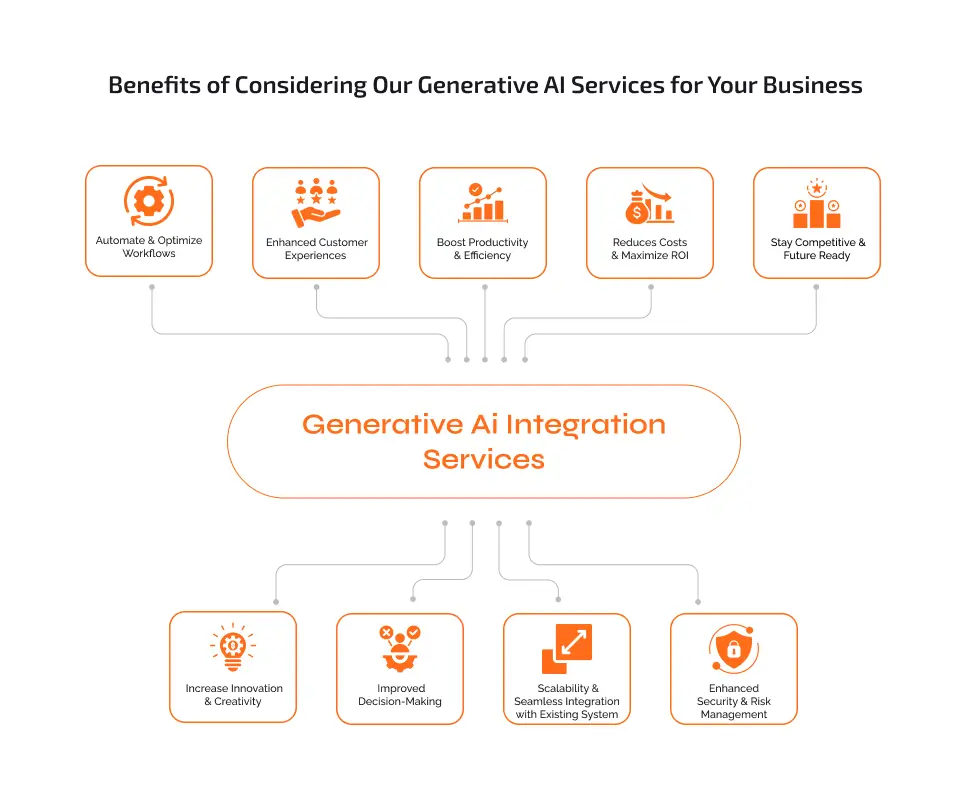 Benefits of Considering Our Generative AI Services for Your Business
Automate & Optimize
Workflows
Enhanced Customer
Experiences
Boost Productivity
& Efficiency
Reduces Costs
& Maximize ROI
Stay Competitive &
Future Ready
Generative Ai Integration
Services
Increase Innovation
& Creativity
Improved
Decision-Making
Scalability &
Seamless Integration
with Existing System
Enhanced
Security & Risk
Management